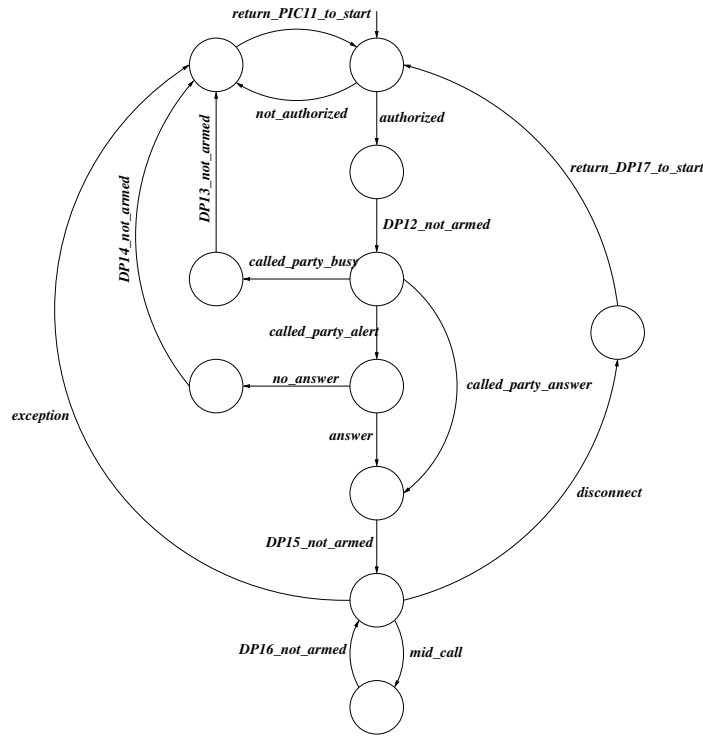 return_PIC11_to_start
not_authorized
authorized
DP13_not_armed
return_DP17_to_start
DP14_not_armed
DP12_not_armed
called_party_busy
called_party_alert
no_answer
called_party_answer
exception
answer
disconnect
DP15_not_armed
DP16_not_armed
mid_call